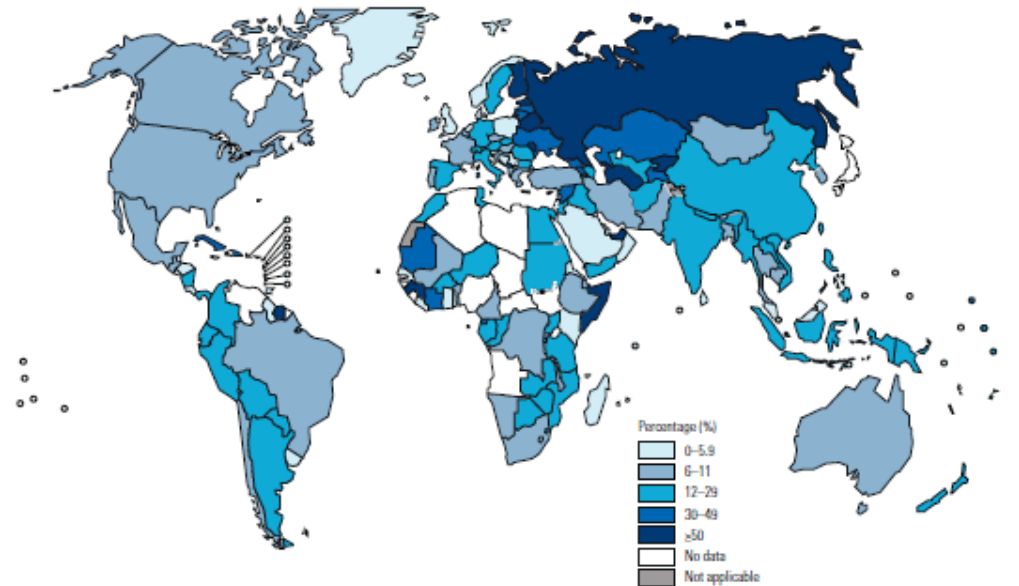 Percentage (%)
0–5.9
6–11
12–29
30–49
≥50
No data
Not applicable